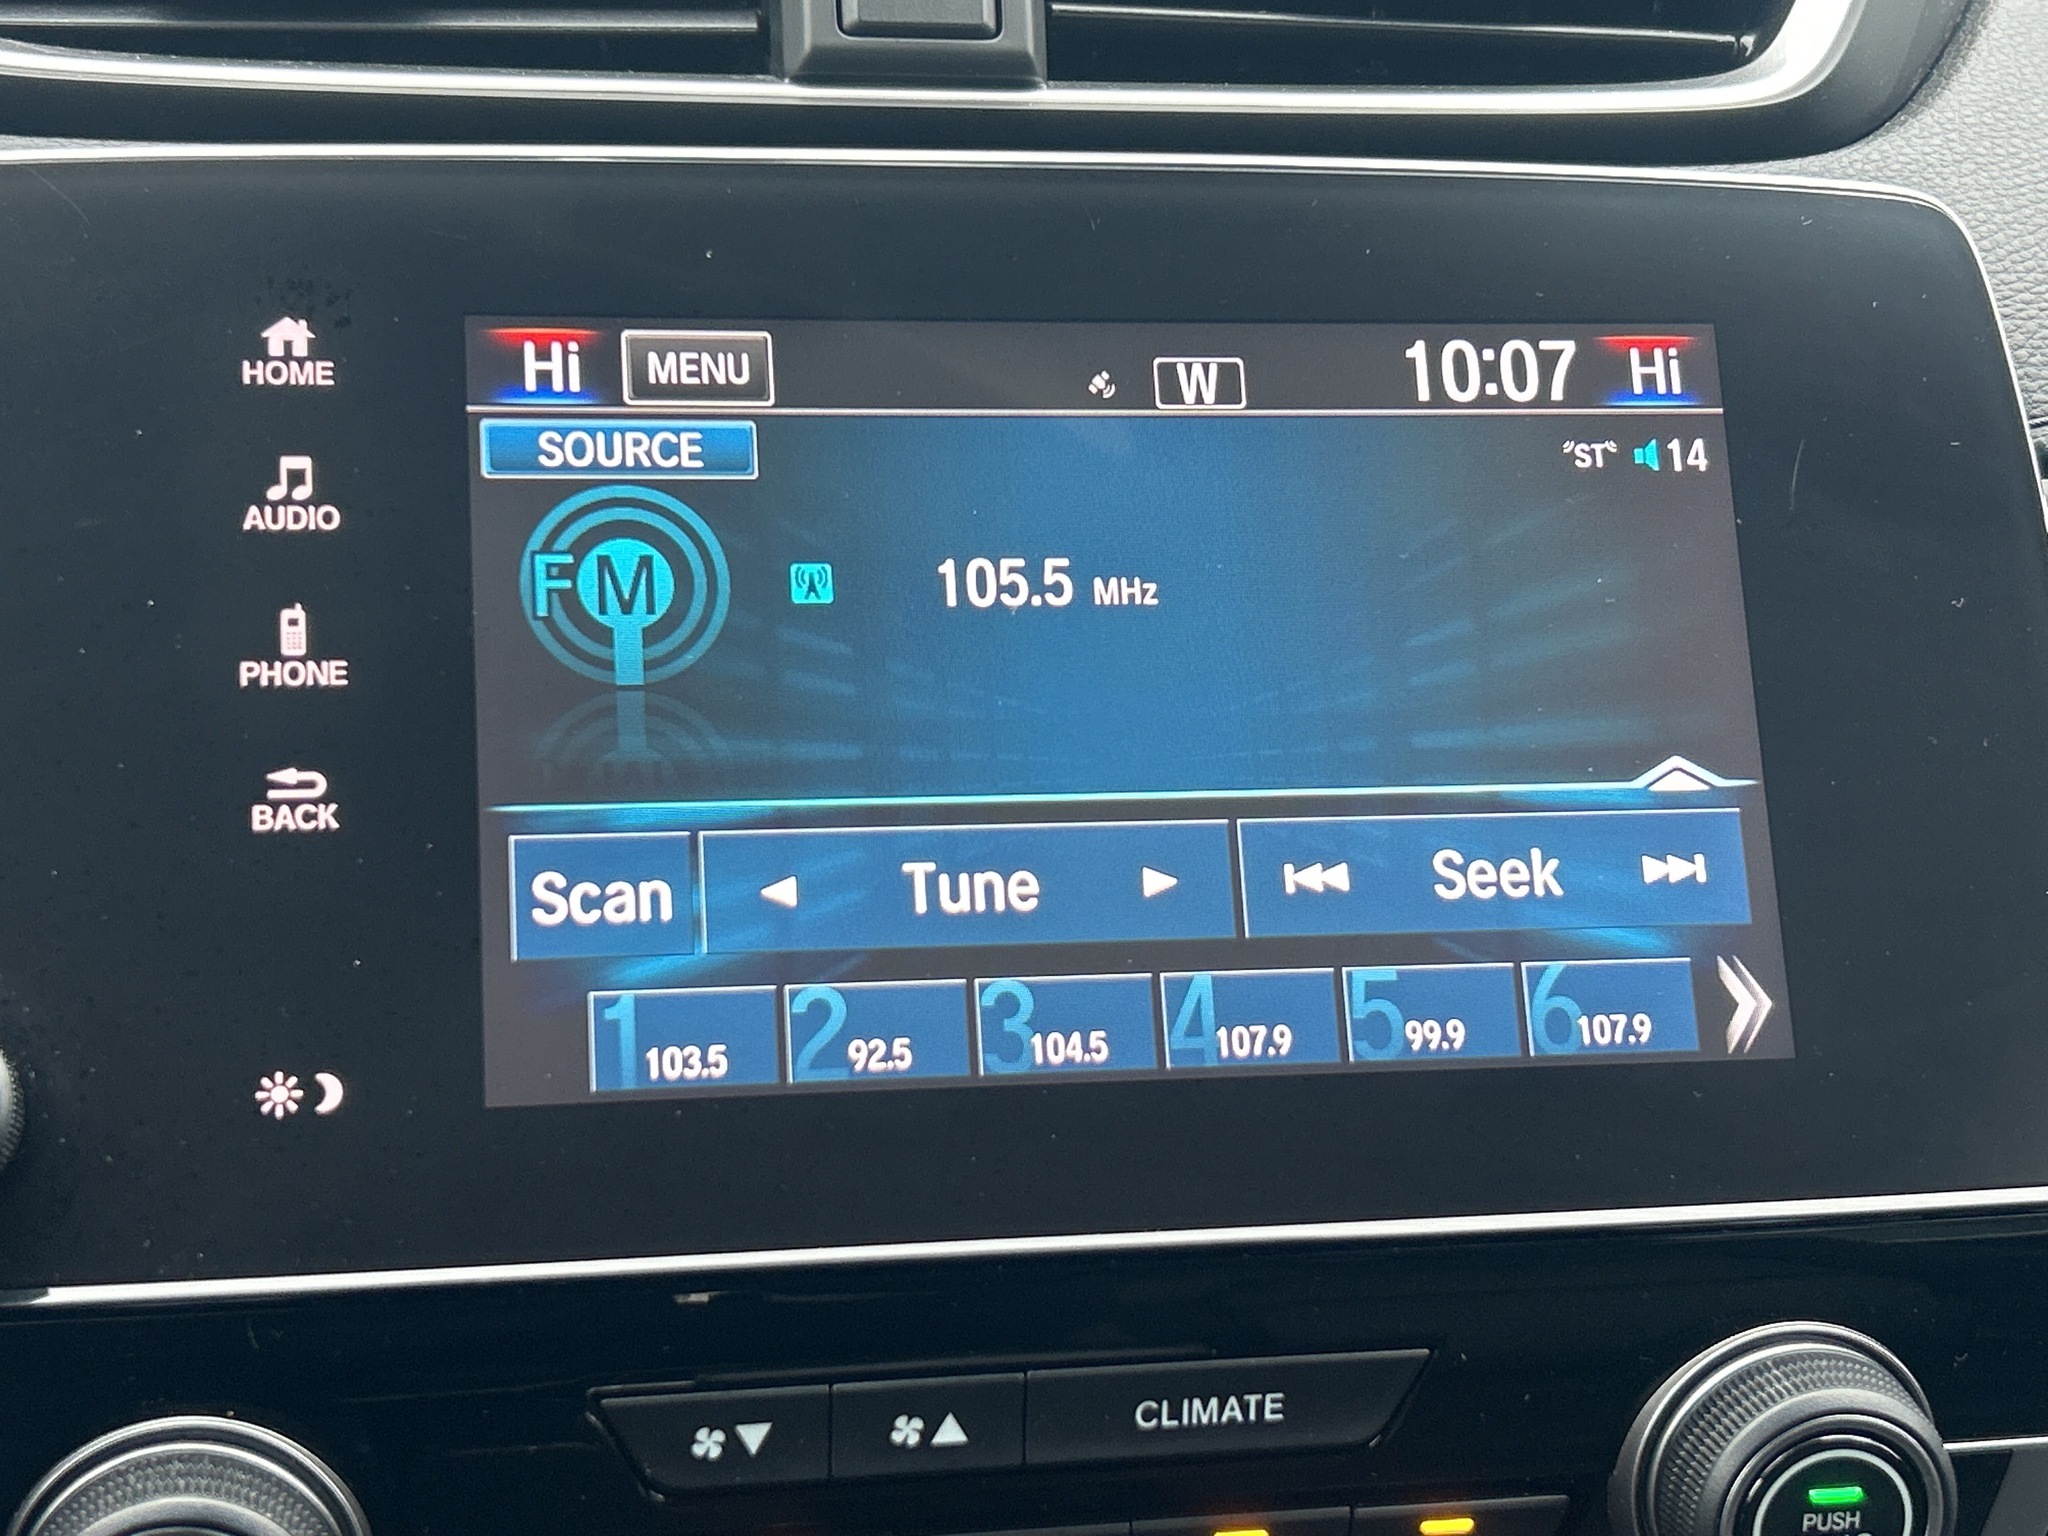 HOME
AUDIO
PHONE
BACK
Hi MENU W 10:07 Hi
SOURCE "ST" 14
FM 105.5 MHz
Scan Tune Seek
1 103.5 2 92.5 3 104.5 4 107.9 5 99.9 6 107.9
CLIMATE
PUSH